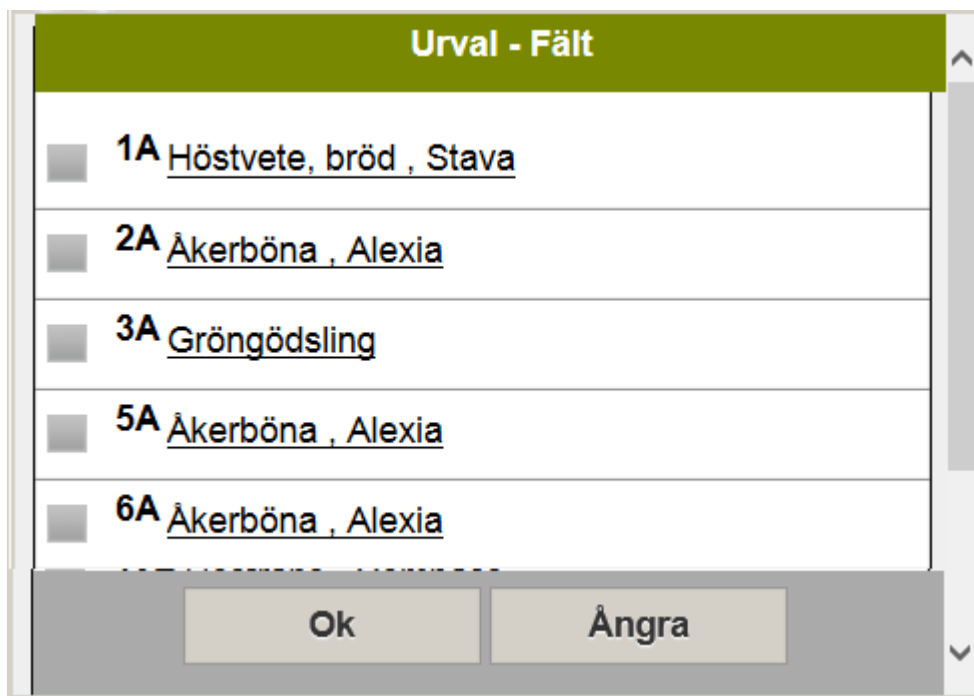 Urval - Fält
1A Höstvete, bröd , Stava
2A Åkerböna , Alexia
3A Gröngödsling
5A Åkerböna , Alexia
6A Åkerböna , Alexia
Ok Ångra